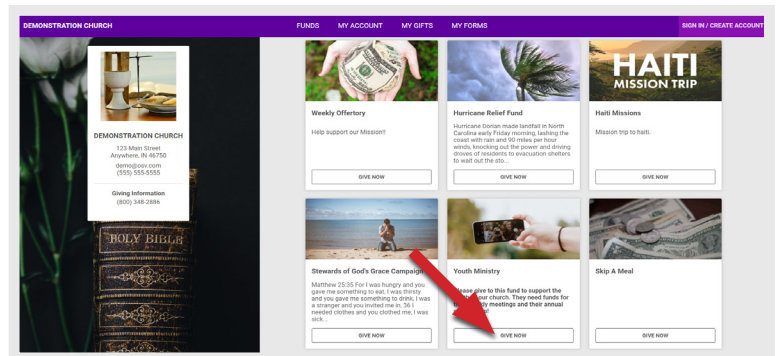 DEMONSTRATION CHURCH
FUNDS MY ACCOUNT MY GIFTS MY FORMS
SIGN IN / CREATE ACCOUNT
DEMONSTRATION CHURCH
123 Main Street
Anywhere, IN 46750
demo@osv.com
(555) 555-5555
Giving Information
(800) 348-2886
HOLY BIBLE
Weekly Offertory
Help support our Mission!!
GIVE NOW
Hurricane Relief Fund
Hurricane Dorian made landfall in North
Carolina early Friday morning, lashing the
coast with rain and 90 miles per hour
winds, knocking out the power and driving
droves of residents to evacuation shelters
to wait out the sto...
GIVE NOW
HAITI
MISSION TRIP
Haiti Missions
Mission trip to haiti.
GIVE NOW
Stewards of God's Grace Campaign
Matthew 25:35 For I was hungry and you
gave me something to eat, I was thirsty
and you gave me something to drink, I was
a stranger and you invited me in, 36 I
needed clothes and you clothed me, I was
sick...
GIVE NOW
Youth Ministry
Please give to this fund to support the
our church. They need funds for
meetings and their annual
GIVE NOW
Skip A Meal
GIVE NOW